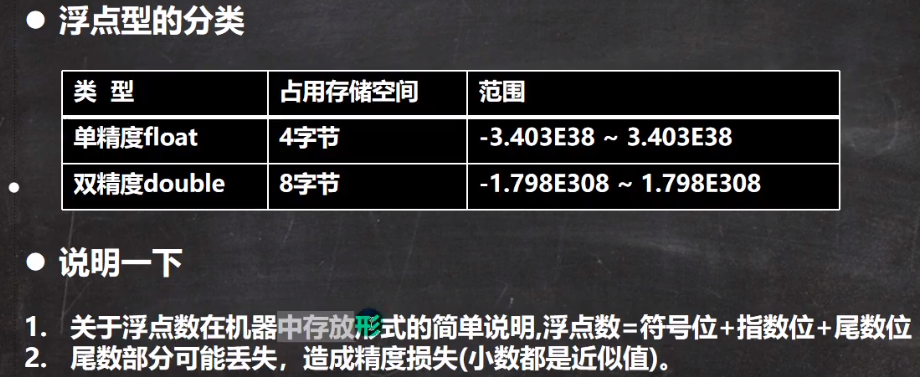 ● 浮点型的分类
类 型 占用存储空间 范围
单精度float 4字节 -3.403E38 ~ 3.403E38
双精度double 8字节 -1.798E308 ~ 1.798E308
● 说明一下
1. 关于浮点数在机器中存放形式的简单说明,浮点数=符号位+指数位+尾数位
2. 尾数部分可能丢失，造成精度损失(小数都是近似值)。